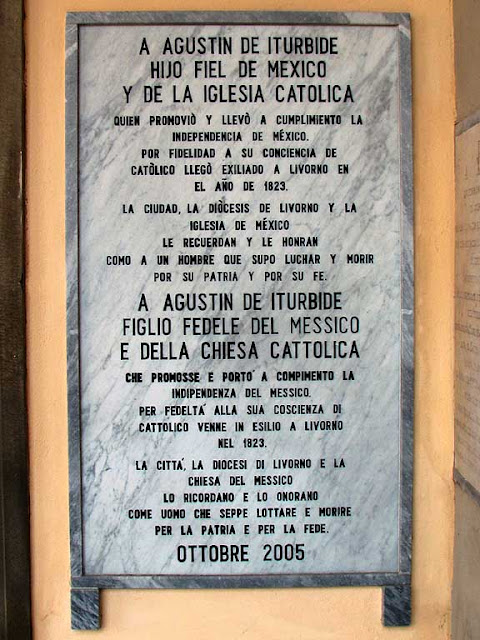 A AGUSTIN DE ITURBIDE
HIJO FIEL DE MEXICO
Y DE LA IGLESIA CATOLICA
QUIEN PROMOVIÒ Y LLEVÒ A CUMPLIMIENTO LA
INDEPENDENCIA DE MÉXICO.
POR FIDELIDAD A SU CONCIENCIA DE
CATÒLICO LLEGÒ EXILIADO A LIVORNO EN
EL AÑO DE 1823.
LA CIUDAD, LA DIÒCESIS DE LIVORNO Y LA
IGLESIA DE MÉXICO
LE RECUERDAN Y LE HONRAN
COMO A UN HOMBRE QUE SUPO LUCHAR Y MORIR
POR SU PATRIA Y POR SU FE.
A AGUSTIN DE ITURBIDE
FIGLIO FEDELE DEL MESSICO
E DELLA CHIESA CATTOLICA
CHE PROMOSSE E PORTO' A COMPIMENTO LA
INDIPENDENZA DEL MESSICO.
PER FEDELTA' ALLA SUA COSCIENZA DI
CATTOLICO VENNE IN ESILIO A LIVORNO
NEL 1823.
LA CITTA', LA DIOCESI DI LIVORNO E LA
CHIESA DEL MESSICO
LO RICORDANO E LO ONORANO
COME UOMO CHE SEPPE LOTTARE E MORIRE
PER LA PATRIA E PER LA FEDE.
OTTOBRE 2005